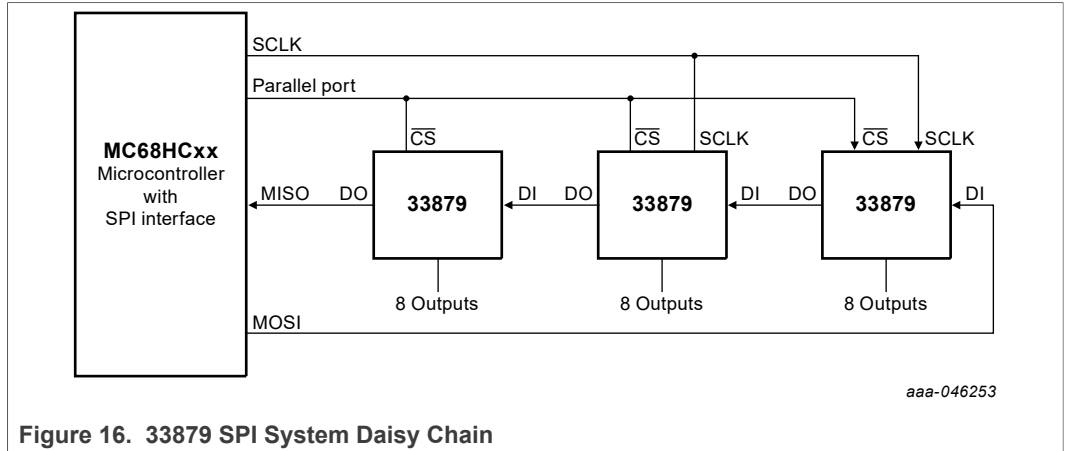 SCLK
Parallel port
CS SCLK CS SCLK CS
MC68HCxx
Microcontroller
with
SPI interface
MISO DO 33879 DI DO 33879 DI DO 33879 DI
8 Outputs 8 Outputs 8 Outputs
MOSI
aaa-046253
Figure 16. 33879 SPI System Daisy Chain